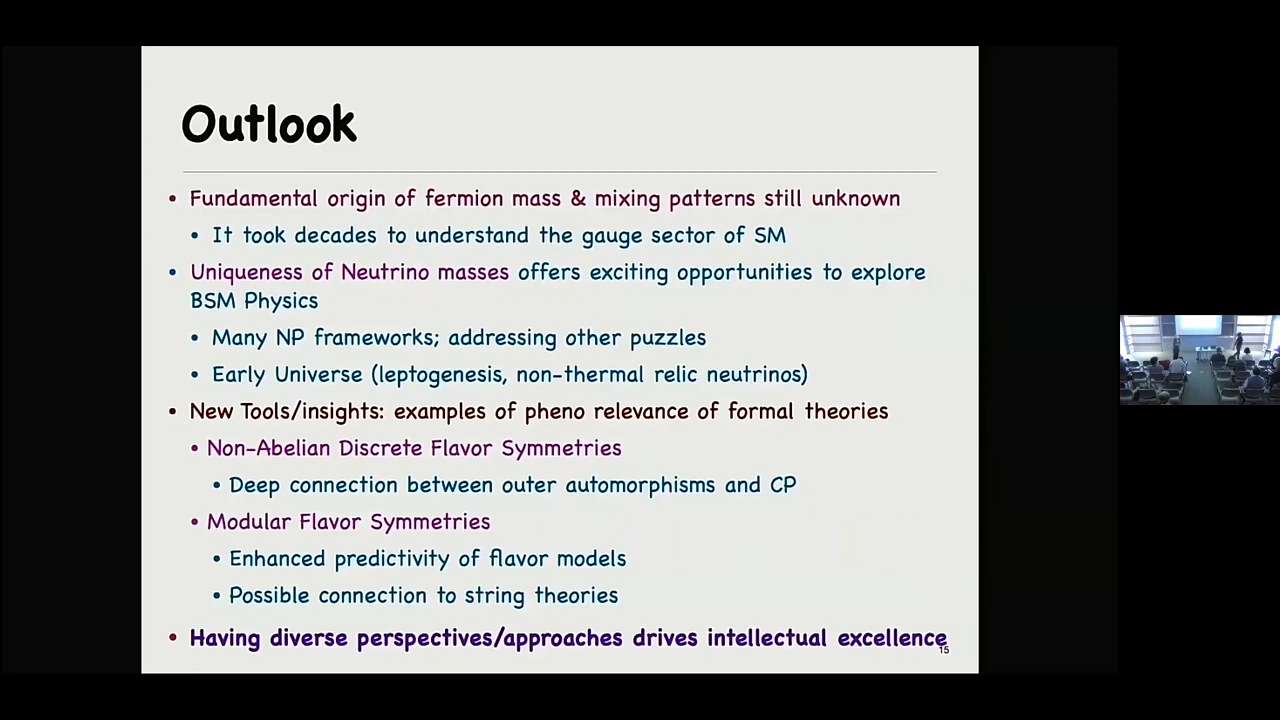 Outlook
• Fundamental origin of fermion mass & mixing patterns still unknown
• It took decades to understand the gauge sector of SM
• Uniqueness of Neutrino masses offers exciting opportunities to explore
BSM Physics
• Many NP frameworks; addressing other puzzles
• Early Universe (leptogenesis, non-thermal relic neutrinos)
• New Tools/insights: examples of pheno relevance of formal theories
• Non-Abelian Discrete Flavor Symmetries
• Deep connection between outer automorphisms and CP
• Modular Flavor Symmetries
• Enhanced predictivity of flavor models
• Possible connection to string theories
• Having diverse perspectives/approaches drives intellectual excellence
15